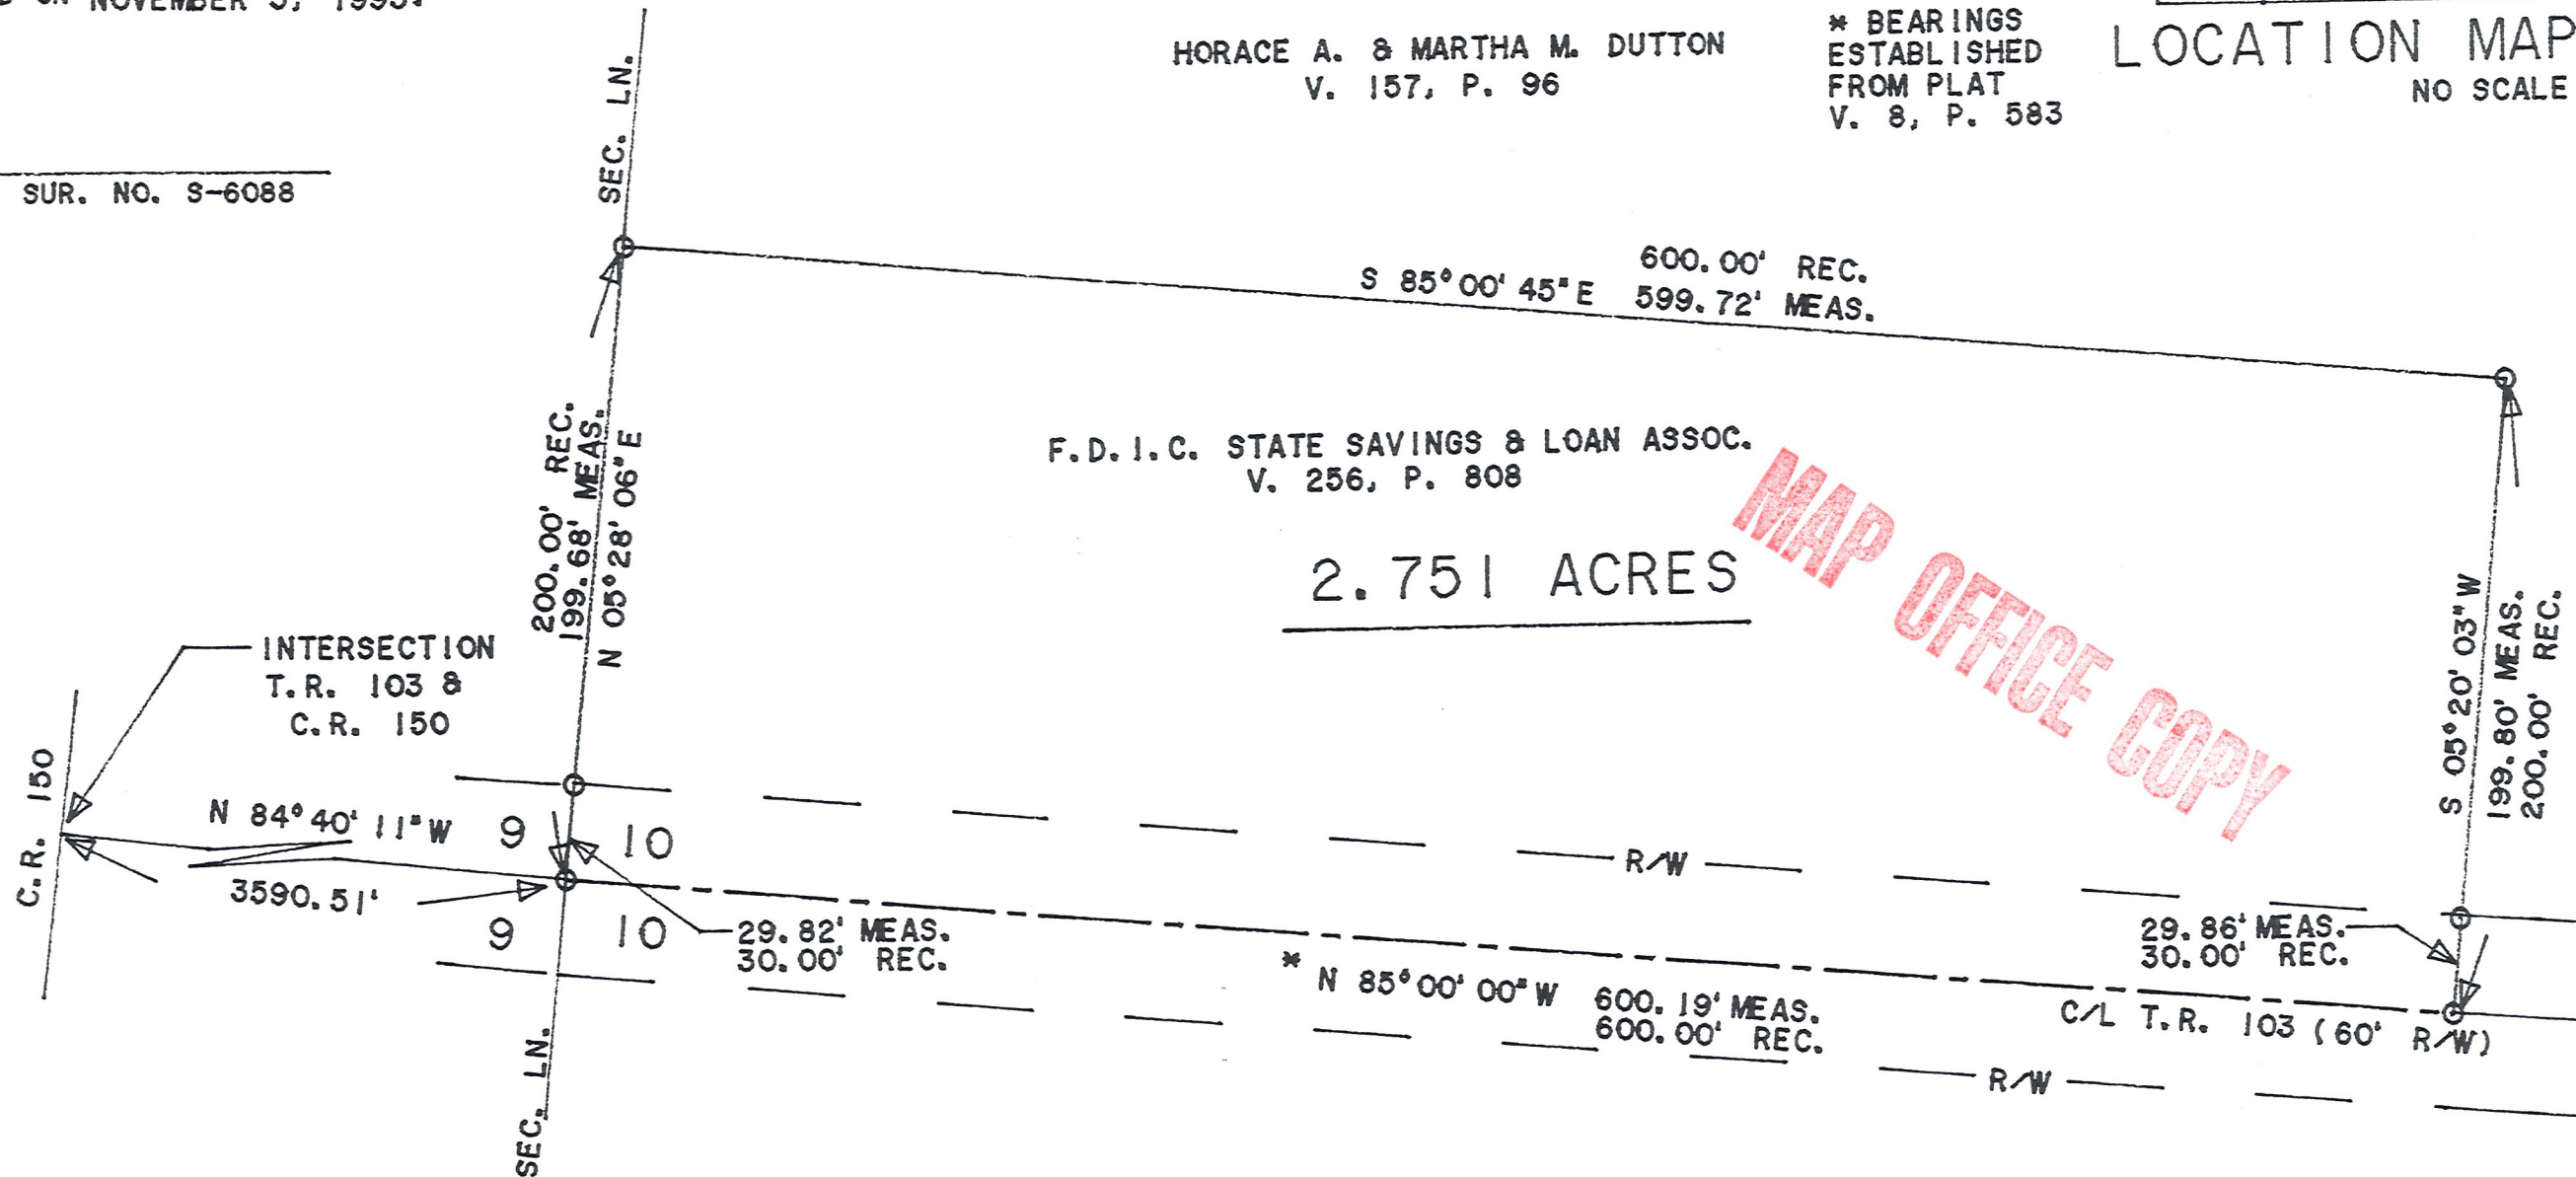 ON NOVEMBER 3, 1995.
SUR. NO. S-6088
SEC. LN.
HORACE A. & MARTHA M. DUTTON
V. 157, P. 96
* BEARINGS
ESTABLISHED
FROM PLAT
V. 8, P. 583
LOCATION MAP
NO SCALE
600.00' REC.
S 85°00'45"E 599.72' MEAS.
200.00' REC.
199.68' MEAS.
N 05°28'06"E
F.D.I.C. STATE SAVINGS & LOAN ASSOC.
V. 256, P. 808
2.751 ACRES
MAP OFFICE COPY
S 05°20'03"W
199.80' MEAS.
200.00' REC.
INTERSECTION
T.R. 103 &
C.R. 150
C.R. 150
N 84°40'11"W
3590.51'
9 10
9 10
29.82' MEAS.
30.00' REC.
R/W
29.86' MEAS.
30.00' REC.
* N 85°00'00"W 600.19' MEAS.
600.00' REC.
C/L T.R. 103 (60' R/W)
R/W
SEC. LN.